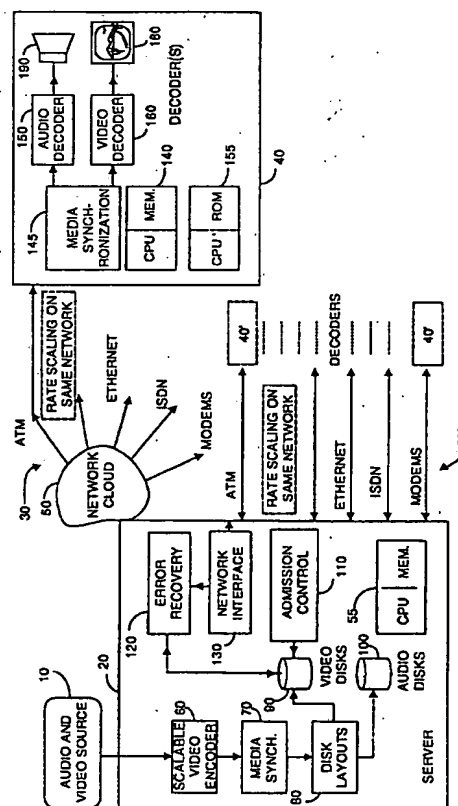 10
AUDIO AND
VIDEO SOURCE
20
60
SCALABLE
VIDEO
ENCODER
70
MEDIA
SYNCH.
DISK
LAYOUTS
80
120
ERROR
RECOVERY
NETWORK
INTERFACE
130
90
VIDEO
DISKS
100
AUDIO
DISKS
ADMISSION
CONTROL
110
55
CPU
MEM.
SERVER
30
50
NETWORK
CLOUD
ATM
RATE SCALING ON
SAME NETWORK
ETHERNET
ISDN
MODEMS
ATM
RATE SCALING ON
SAME NETWORK
ETHERNET
ISDN
MODEMS
40'
DECODERS
40'
145
MEDIA
SYNCH-
RONIZATION
150
AUDIO
DECODER
190
VIDEO
DECODER
160
180
DECODER(S)
CPU
MEM.
140
CPU'
ROM
155
40